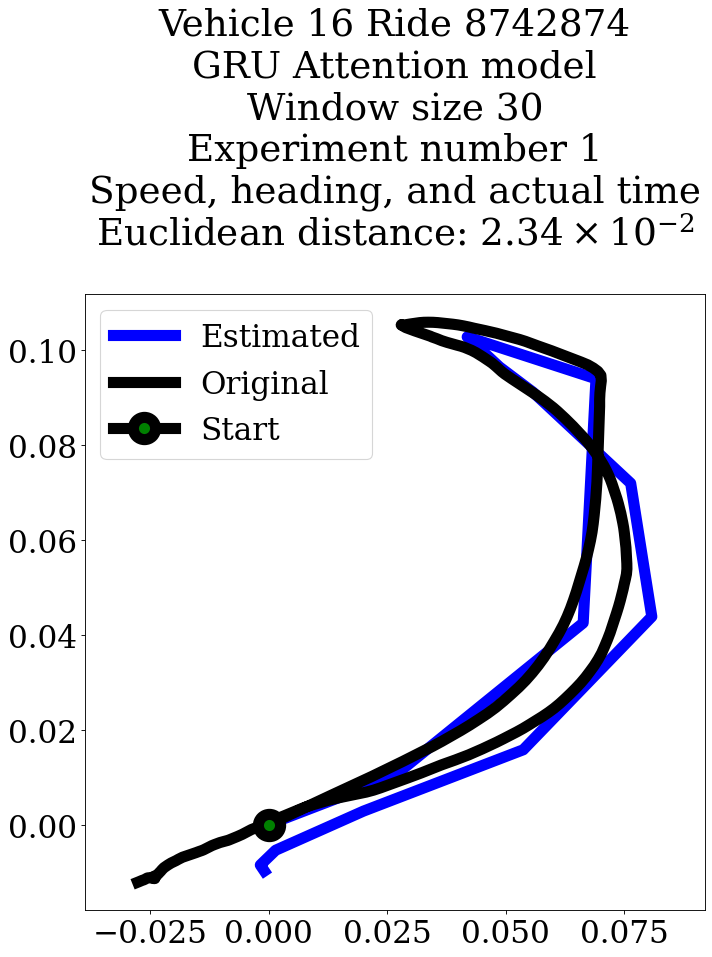 Vehicle 16 Ride 8742874
GRU Attention model
Window size 30
Experiment number 1
Speed, heading, and actual time
Euclidean distance: 2.34 × 10⁻²
Estimated
Original
Start
0.10
0.08
0.06
0.04
0.02
0.00
−0.025 0.000 0.025 0.050 0.075